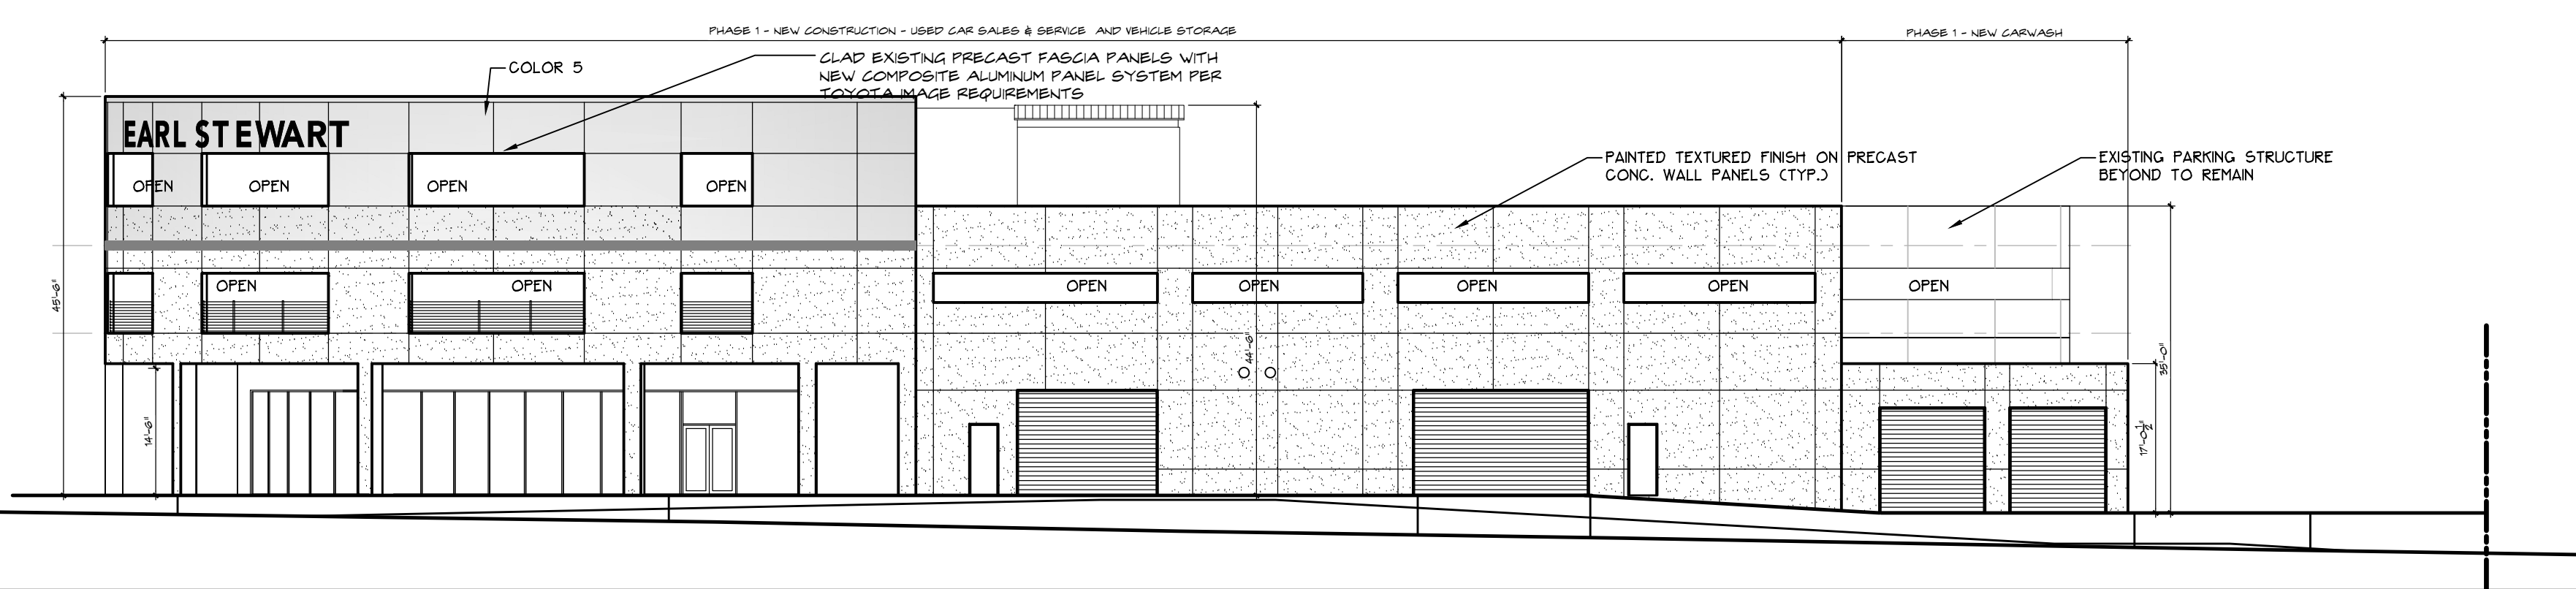 PHASE 1 - NEW CONSTRUCTION - USED CAR SALES & SERVICE AND VEHICLE STORAGE
PHASE 1 - NEW CARWASH
COLOR 5
CLAD EXISTING PRECAST FASCIA PANELS WITH
NEW COMPOSITE ALUMINUM PANEL SYSTEM PER
TOYOTA IMAGE REQUIREMENTS
EARL STEWART
PAINTED TEXTURED FINISH ON PRECAST
CONC. WALL PANELS (TYP.)
EXISTING PARKING STRUCTURE
BEYOND TO REMAIN
OPEN
OPEN
OPEN
OPEN
OPEN
OPEN
OPEN
OPEN
OPEN
OPEN
OPEN
45'-6"
44'-6"
35'-0"
14'-6"
17'-0 1/2"